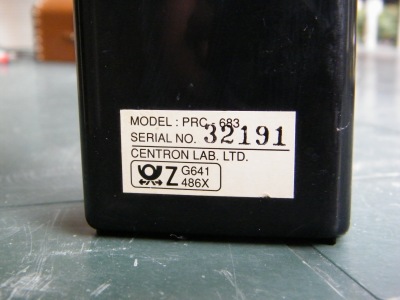 MODEL : PRC - 683
SERIAL NO. 32191
CENTRON LAB. LTD.
Z G641
486X